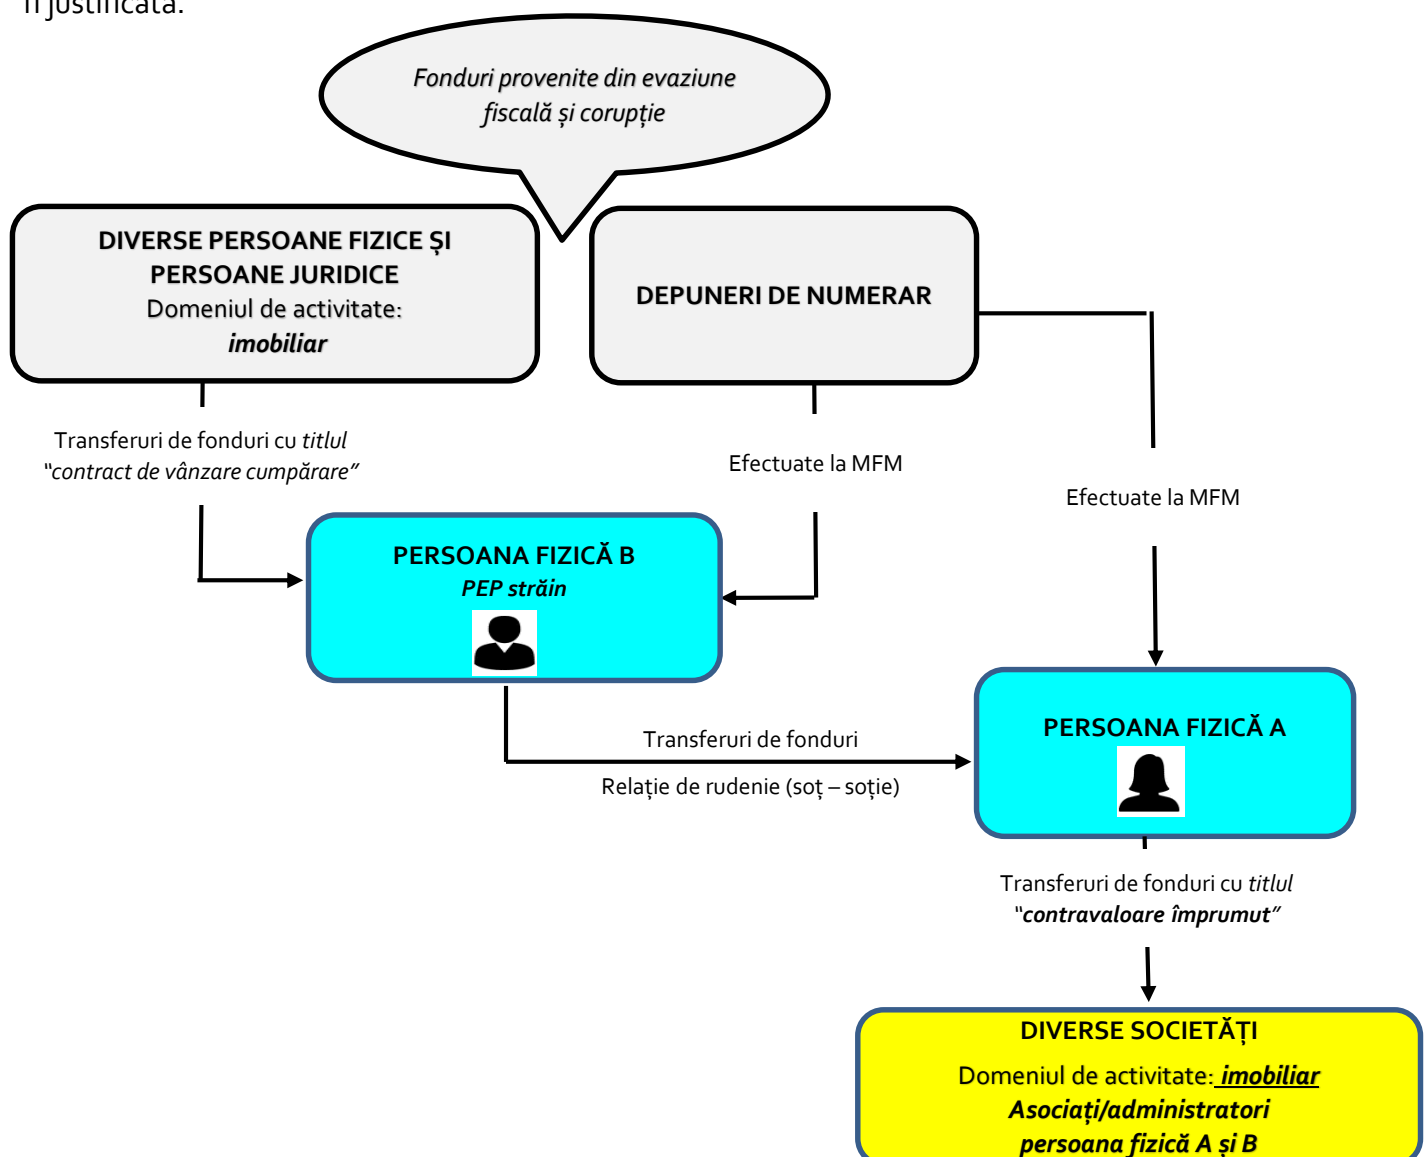 fi justificată.
Fonduri provenite din evaziune
fiscală și corupție
DIVERSE PERSOANE FIZICE ȘI
PERSOANE JURIDICE
Domeniul de activitate:
imobiliar
DEPUNERI DE NUMERAR
Transferuri de fonduri cu titlul
“contract de vânzare cumpărare”
Efectuate la MFM
Efectuate la MFM
PERSOANA FIZICĂ B
PEP străin
PERSOANA FIZICĂ A
Transferuri de fonduri
Relație de rudenie (soț – soție)
Transferuri de fonduri cu titlul
“contravaloare împrumut”
DIVERSE SOCIETĂȚI
Domeniul de activitate: imobiliar
Asociați/administratori
persoana fizică A și B